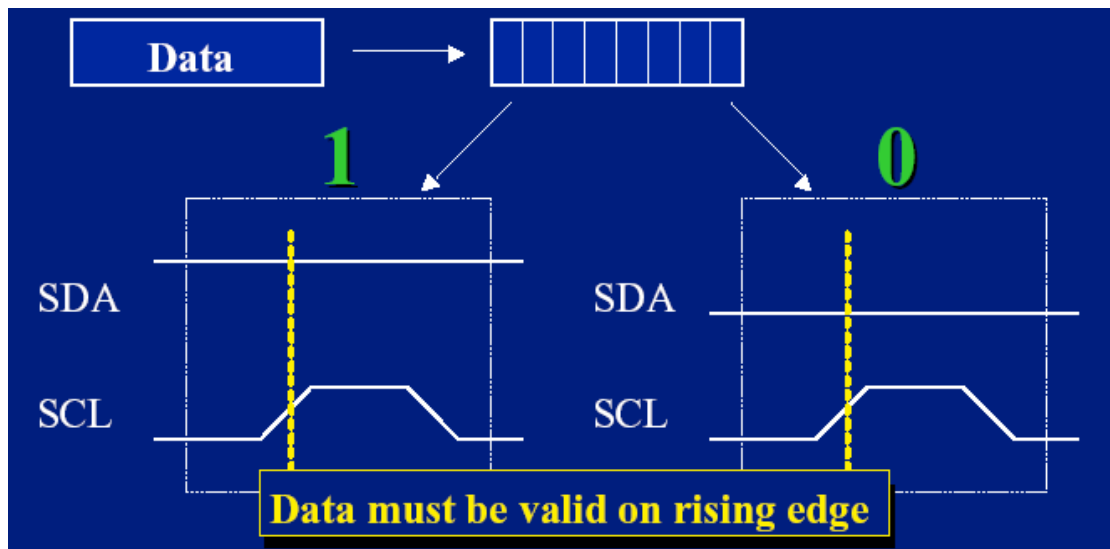 Data
1
0
SDA
SDA
SCL
SCL
Data must be valid on rising edge